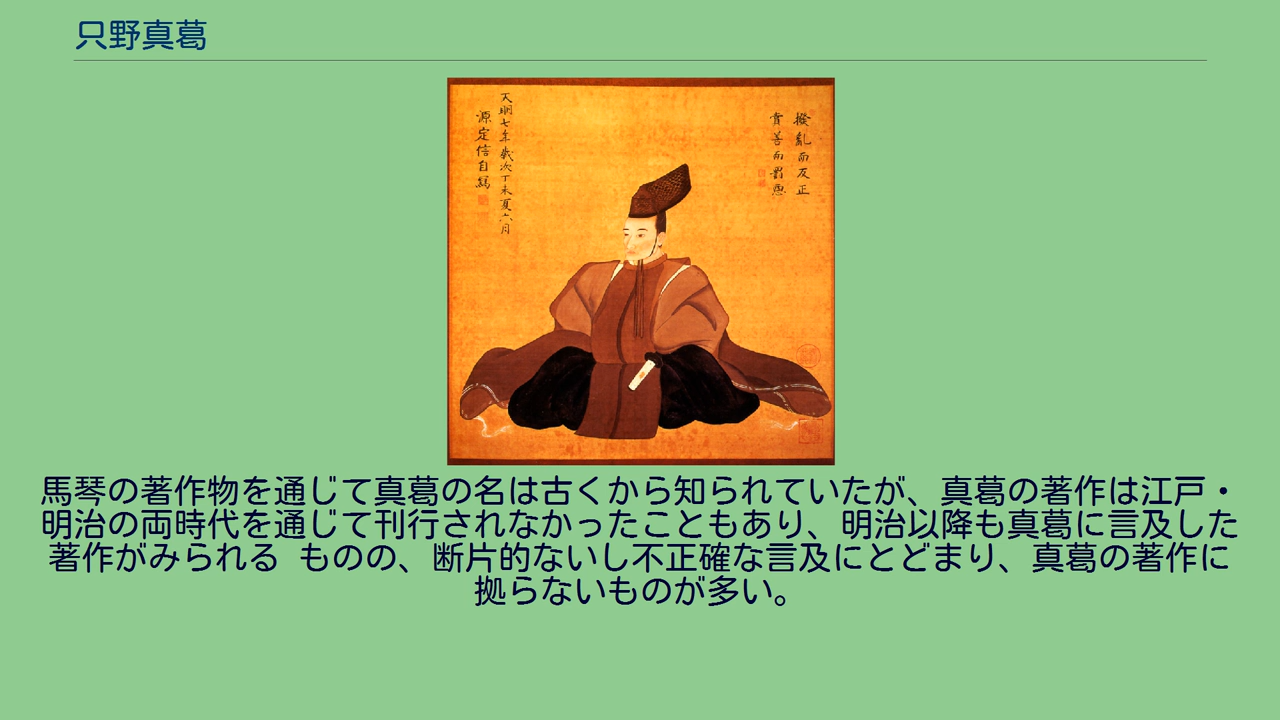 只野真葛
撥亂而反正
賞善而罰悪
天明七年歳次丁未夏六月
源定信自寫
馬琴の著作物を通じて真葛の名は古くから知られていたが、真葛の著作は江戸・
明治の両時代を通じて刊行されなかったこともあり、明治以降も真葛に言及した
著作がみられる ものの、断片的ないし不正確な言及にとどまり、真葛の著作に
拠らないものが多い。